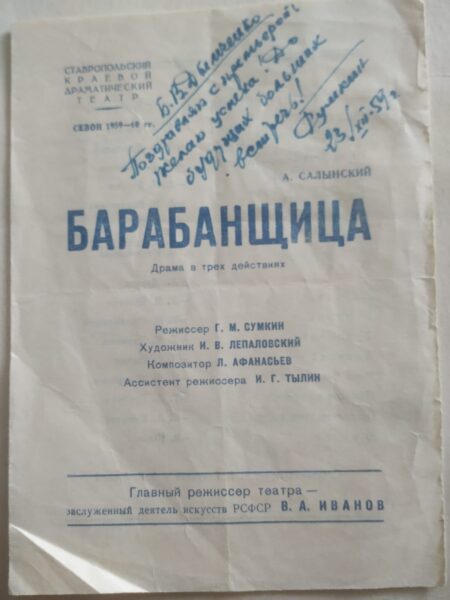 СТАВРОПОЛЬСКИЙ
КРАЕВОЙ
ДРАМАТИЧЕСКИЙ
ТЕАТР
СЕЗОН 1959—60 гг.
Б. В.
Поздравляю с премьерой
желаю успеха. До
будущих больших
встреч!
23/XII-59 г.
А. САЛЫНСКИЙ
БАРАБАНЩИЦА
Драма в трех действиях
Режиссер Г. М. СУМКИН
Художник И. В. ЛЕПАЛОВСКИЙ
Композитор Л. АФАНАСЬЕВ
Ассистент режиссера И. Г. ТЫЛИН
Главный режиссер театра —
заслуженный деятель искусств РСФСР В. А. ИВАНОВ